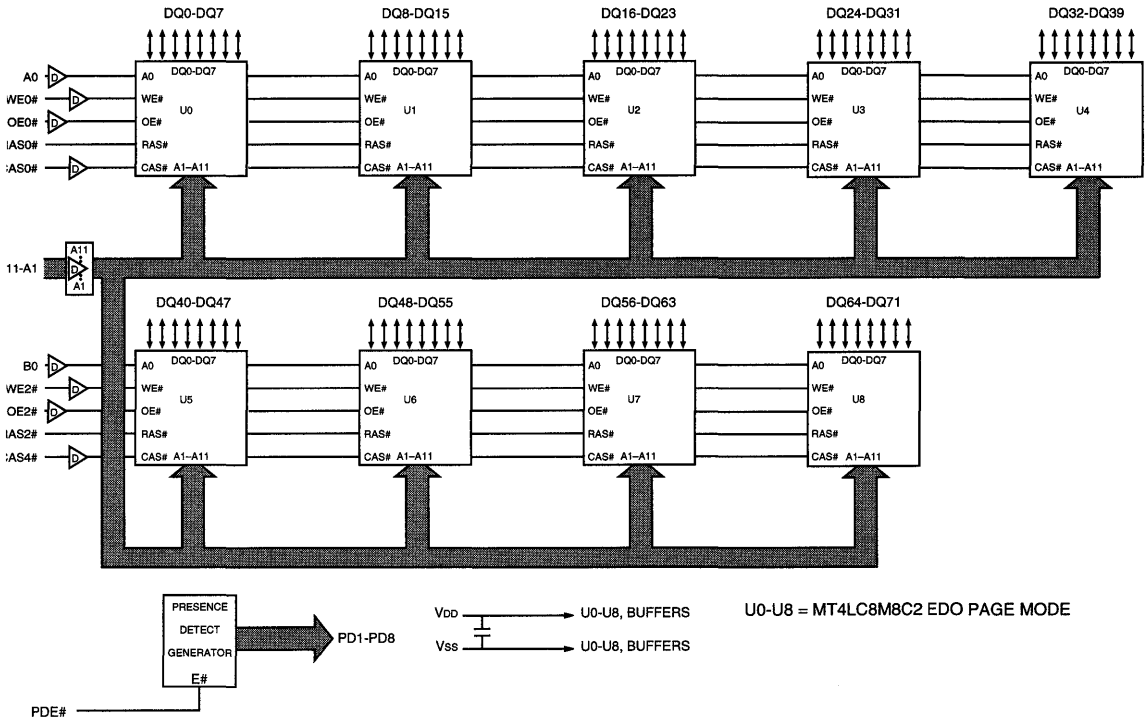 DQ0-DQ7 DQ8-DQ15 DQ16-DQ23 DQ24-DQ31 DQ32-DQ39
A0 D A0 DQ0-DQ7 DQ0-DQ7 A0 DQ0-DQ7 A0 DQ0-DQ7 A0 DQ0-DQ7
WE0# D WE# U0 WE# U1 WE# U2 WE# U3 WE# U4
OE0# D OE# OE# OE# OE# OE#
AS0# RAS# RAS# RAS# RAS# RAS#
AS0# D CAS# A1–A11 CAS# A1–A11 CAS# A1–A11 CAS# A1–A11 CAS# A1–A11
A11
11-A1 D
A1
DQ40-DQ47 DQ48-DQ55 DQ56-DQ63 DQ64-DQ71
B0 D A0 DQ0-DQ7 A0 DQ0-DQ7 A0 DQ0-DQ7 A0 DQ0-DQ7
WE2# D WE# U5 WE# U6 WE# U7 WE# U8
OE2# D OE# OE# OE# OE#
AS2# RAS# RAS# RAS# RAS#
AS4# D CAS# A1–A11 CAS# A1–A11 CAS# A1–A11 CAS# A1–A11
PRESENCE
DETECT
GENERATOR
E#
PD1-PD8
PDE#
VDD U0-U8, BUFFERS
VSS U0-U8, BUFFERS
U0-U8 = MT4LC8M8C2 EDO PAGE MODE